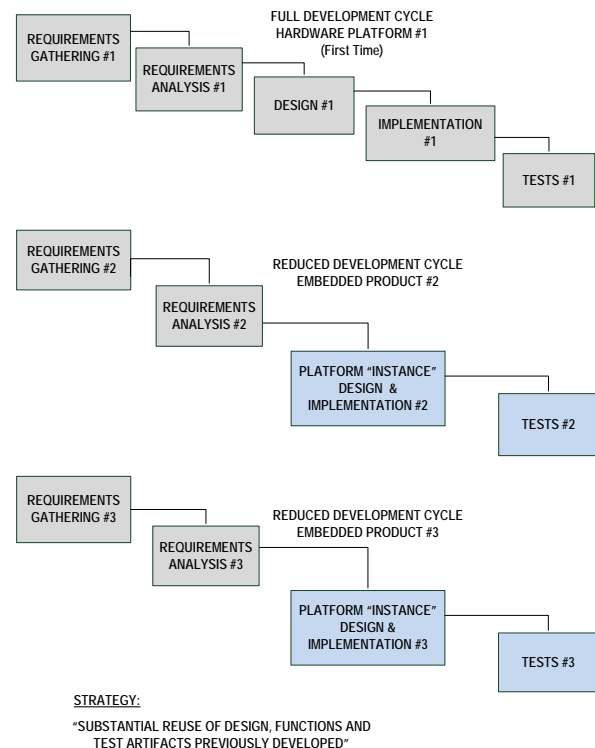 FULL DEVELOPMENT CYCLE
HARDWARE PLATFORM #1
(First Time)
REQUIREMENTS
GATHERING #1
REQUIREMENTS
ANALYSIS #1
DESIGN #1
IMPLEMENTATION
#1
TESTS #1
REQUIREMENTS
GATHERING #2
REDUCED DEVELOPMENT CYCLE
EMBEDDED PRODUCT #2
REQUIREMENTS
ANALYSIS #2
PLATFORM “INSTANCE”
DESIGN &
IMPLEMENTATION #2
TESTS #2
REQUIREMENTS
GATHERING #3
REDUCED DEVELOPMENT CYCLE
EMBEDDED PRODUCT #3
REQUIREMENTS
ANALYSIS #3
PLATFORM “INSTANCE”
DESIGN &
IMPLEMENTATION #3
TESTS #3
STRATEGY:
“SUBSTANTIAL REUSE OF DESIGN, FUNCTIONS AND
TEST ARTIFACTS PREVIOUSLY DEVELOPED”